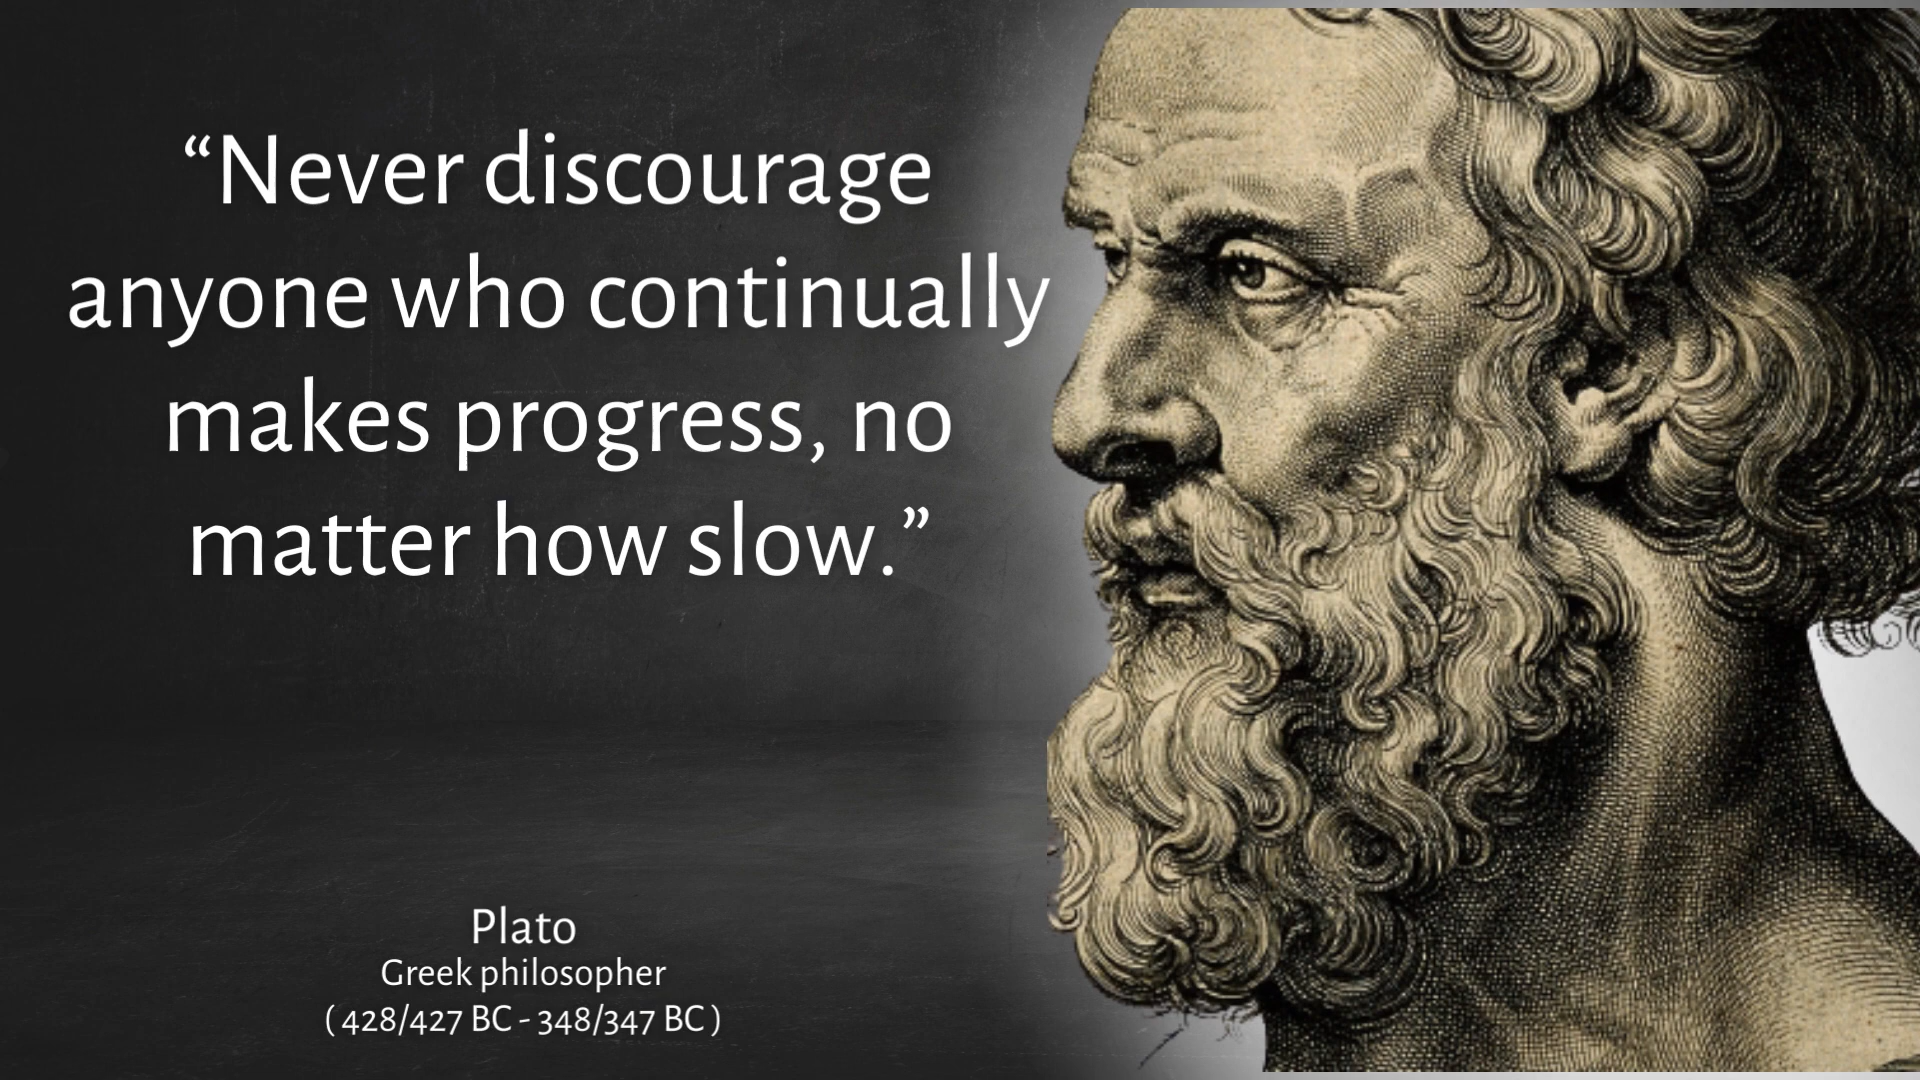 “Never discourage
anyone who continually
makes progress, no
matter how slow.”
Plato
Greek philosopher
( 428/427 BC - 348/347 BC )